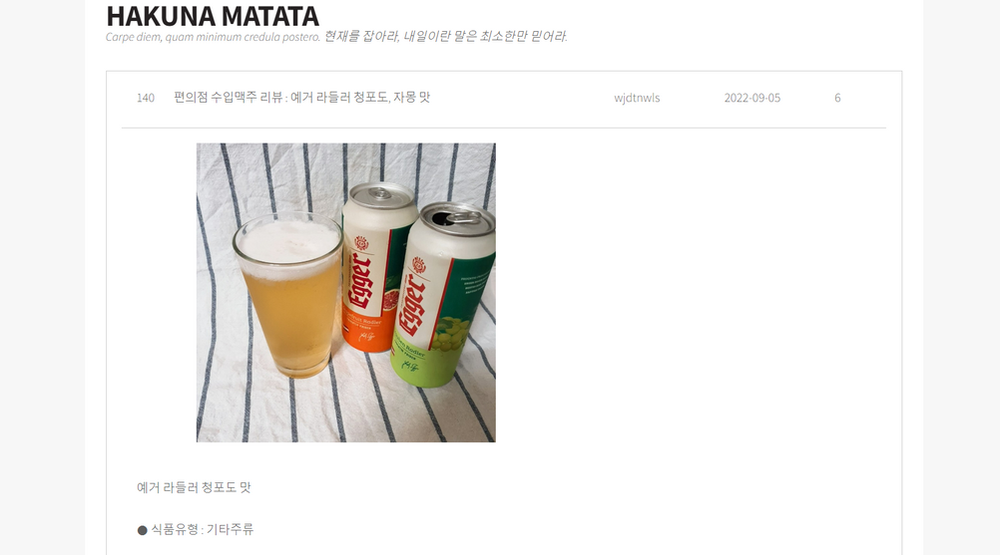 HAKUNA MATATA
Carpe diem, quam minimum credula postero. 현재를 잡아라, 내일이란 말은 최소한만 믿어라.
140 편의점 수입맥주 리뷰 : 예거 라들러 청포도, 자몽 맛 wjdtnwls 2022-09-05 6
Egger
Egger
예거 라들러 청포도 맛
● 식품유형 : 기타주류